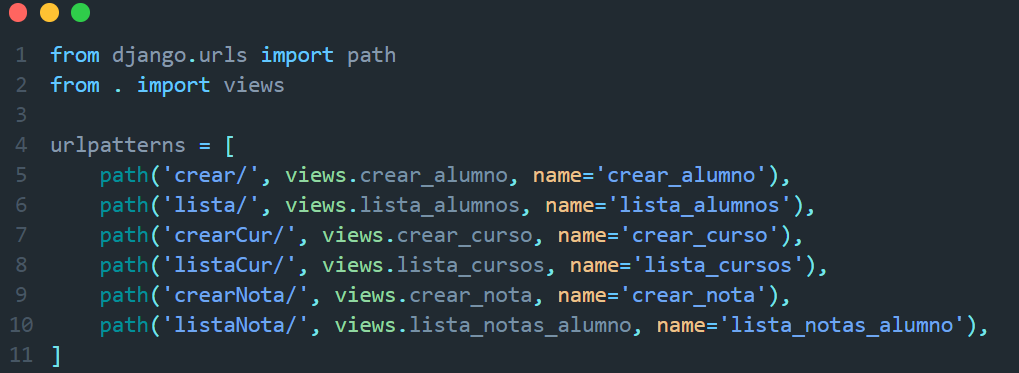 1 from django.urls import path
2 from . import views
3
4 urlpatterns = [
5     path('crear/', views.crear_alumno, name='crear_alumno'),
6     path('lista/', views.lista_alumnos, name='lista_alumnos'),
7     path('crearCur/', views.crear_curso, name='crear_curso'),
8     path('listaCur/', views.lista_cursos, name='lista_cursos'),
9     path('crearNota/', views.crear_nota, name='crear_nota'),
10     path('listaNota/', views.lista_notas_alumno, name='lista_notas_alumno'),
11 ]